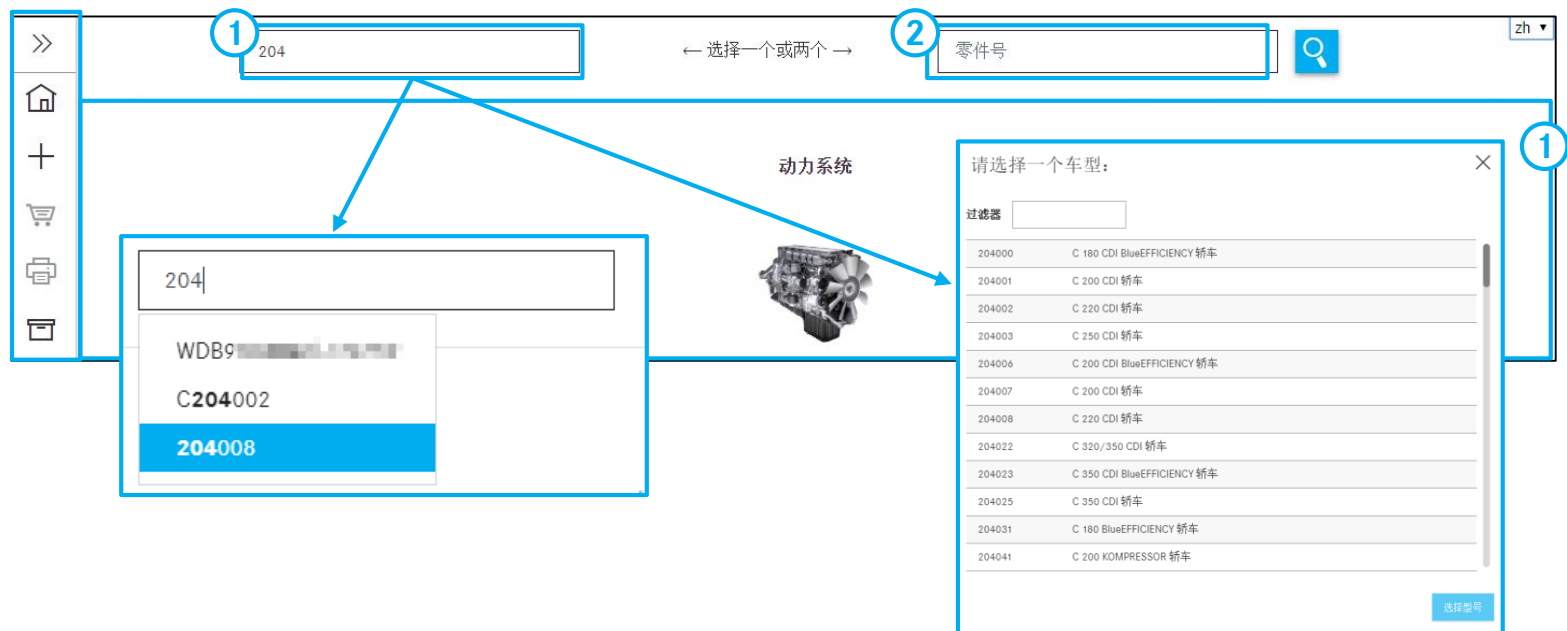 zh
1
204
← 选择一个或两个 →
2
零件号
动力系统
1
请选择一个车型:
过滤器
204000 C 180 CDI BlueEFFICIENCY 轿车
204001 C 200 CDI 轿车
204002 C 220 CDI 轿车
204003 C 250 CDI 轿车
204006 C 200 CDI BlueEFFICIENCY 轿车
204007 C 200 CDI 轿车
204008 C 220 CDI 轿车
204022 C 320/350 CDI 轿车
204023 C 350 CDI BlueEFFICIENCY 轿车
204025 C 350 CDI 轿车
204031 C 180 BlueEFFICIENCY 轿车
204041 C 200 KOMPRESSOR 轿车
选择型号
204
WDB9
C204002
204008